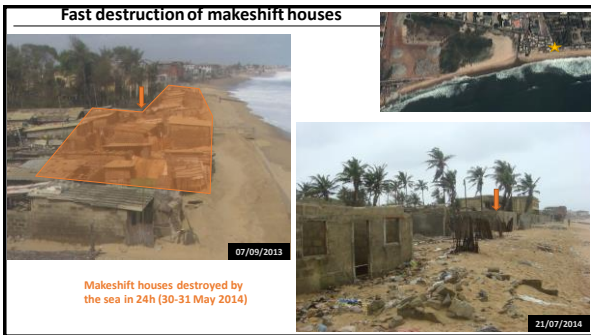 Fast destruction of makeshift houses
07/09/2013
Makeshift houses destroyed by
the sea in 24h (30-31 May 2014)
21/07/2014